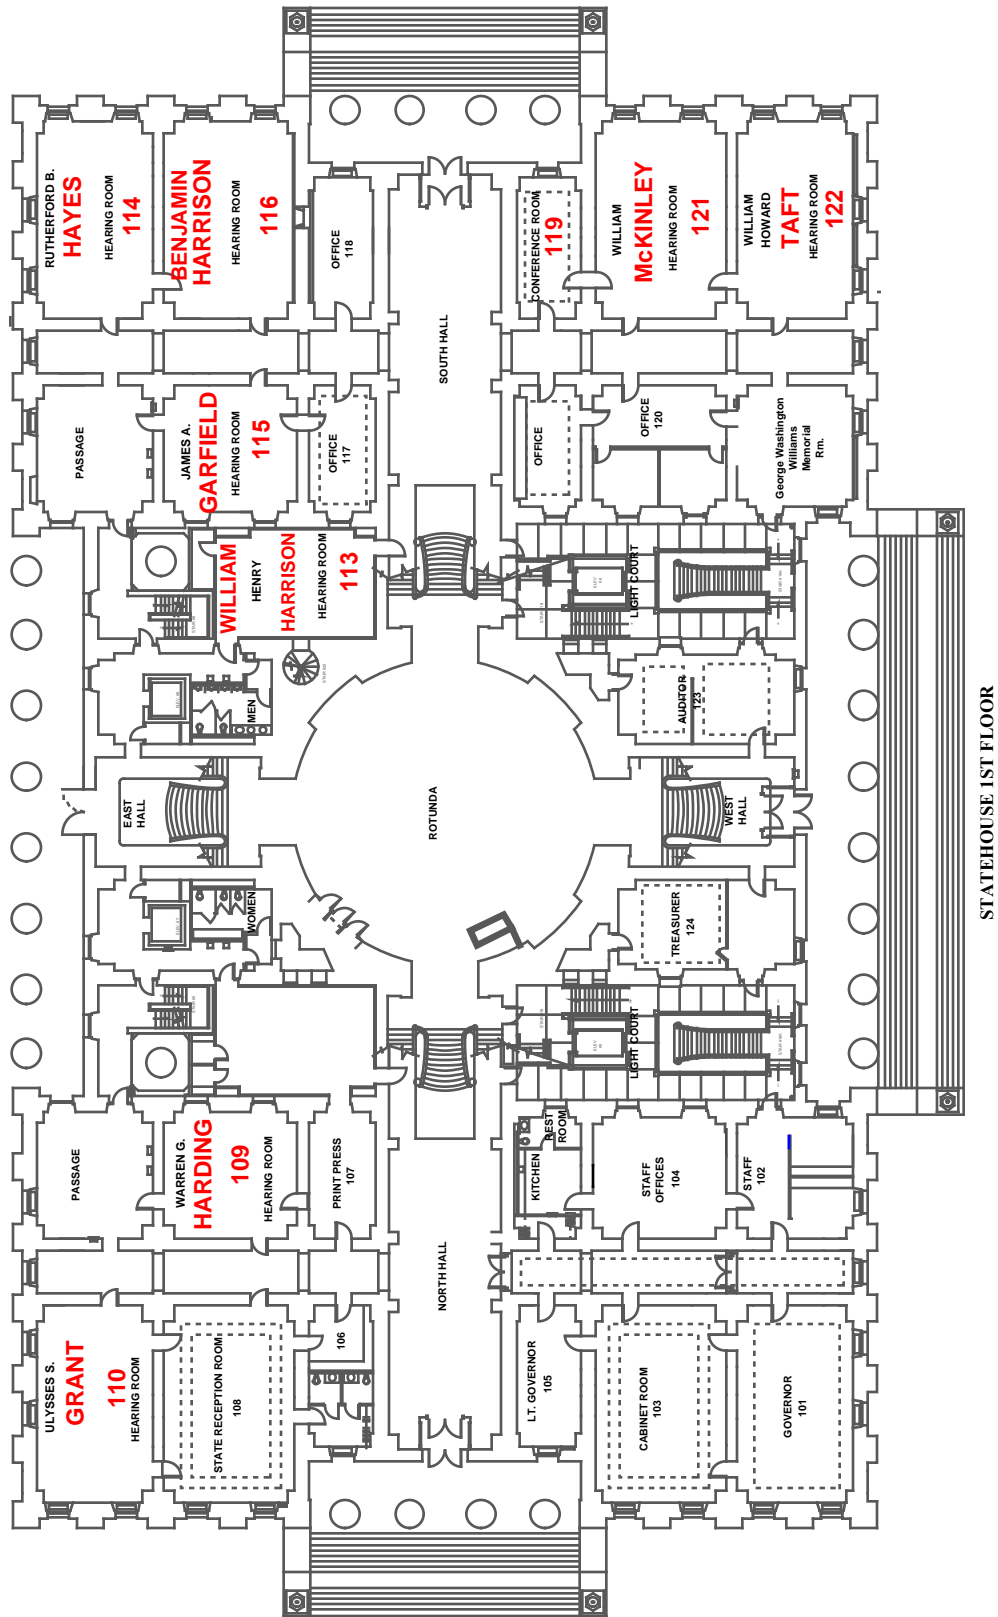 RUTHERFORD B.
HAYES
HEARING ROOM
114
BENJAMIN
HARRISON
HEARING ROOM
116
OFFICE
118
SOUTH HALL
CONFERENCE ROOM
119
WILLIAM
McKINLEY
HEARING ROOM
121
WILLIAM
HOWARD
TAFT
HEARING ROOM
122
PASSAGE
JAMES A.
GARFIELD
HEARING ROOM
115
OFFICE
117
OFFICE
OFFICE
120
George Washington
Williams
Memorial
Rm.
WILLIAM
HENRY
HARRISON
HEARING ROOM
113
LIGHT COURT
MEN
AUDITOR
123
EAST
HALL
ROTUNDA
WEST
HALL
WOMEN
TREASURER
124
LIGHT COURT
PASSAGE
WARREN G.
HARDING
109
HEARING ROOM
PRINT PRESS
107
KITCHEN
REST
ROOM
STAFF
OFFICES
104
STAFF
102
NORTH HALL
ULYSSES S.
GRANT
110
HEARING ROOM
STATE RECEPTION ROOM
108
106
LT. GOVERNOR
105
CABINET ROOM
103
GOVERNOR
101
STATEHOUSE 1ST FLOOR